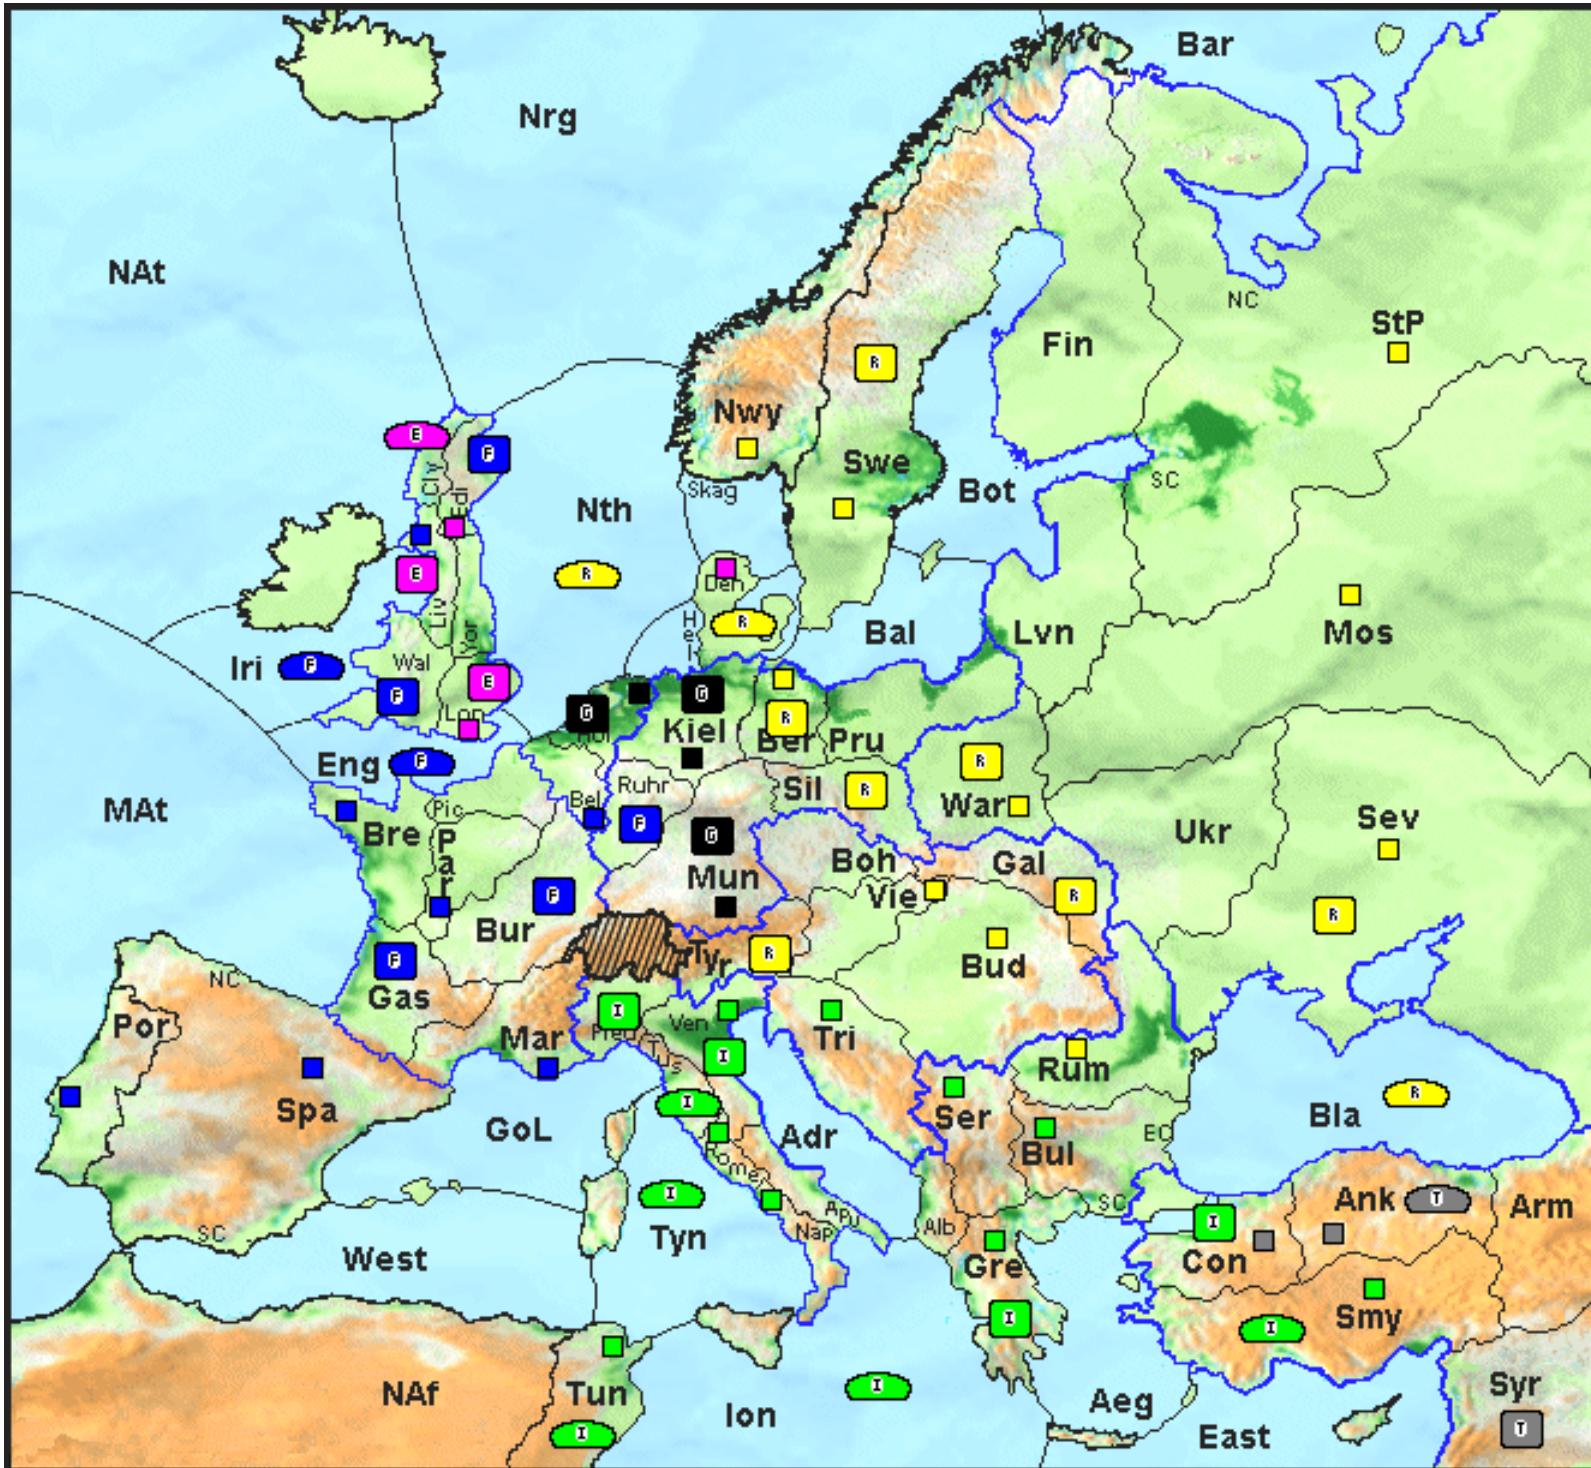 Bar
Nrg
NAt
NC
StP
Fin
Nwy
E
R
F
Swe
Cly
Edi
SC
Skag
Bot
Nth
R
E
Den
R
Hel
Liv
Yor
Bal
Lvn
Mos
Iri
F
Wal
F
E
Lon
G
Hol
G
Kiel
R
Ber
Pru
Eng
F
R
Ruhr
Sil
R
War
MAt
Pic
Bel
Bre
Par
F
G
Ukr
Sev
Boh
Gal
Mun
Vie
F
R
R
Bur
F
Gas
Tyr
R
Bud
NC
Por
I
Pied
Ven
Mar
Tus
I
Tri
Rum
Spa
I
GoL
Adr
Ser
R
Bla
Bul
EC
Rome
I
Tyn
Apu
Nap
SC
West
Alb
SC
I
Con
Ank
T
Arm
Gre
I
Smy
I
NAf
Tun
I
Ion
I
Aeg
East
Syr
T